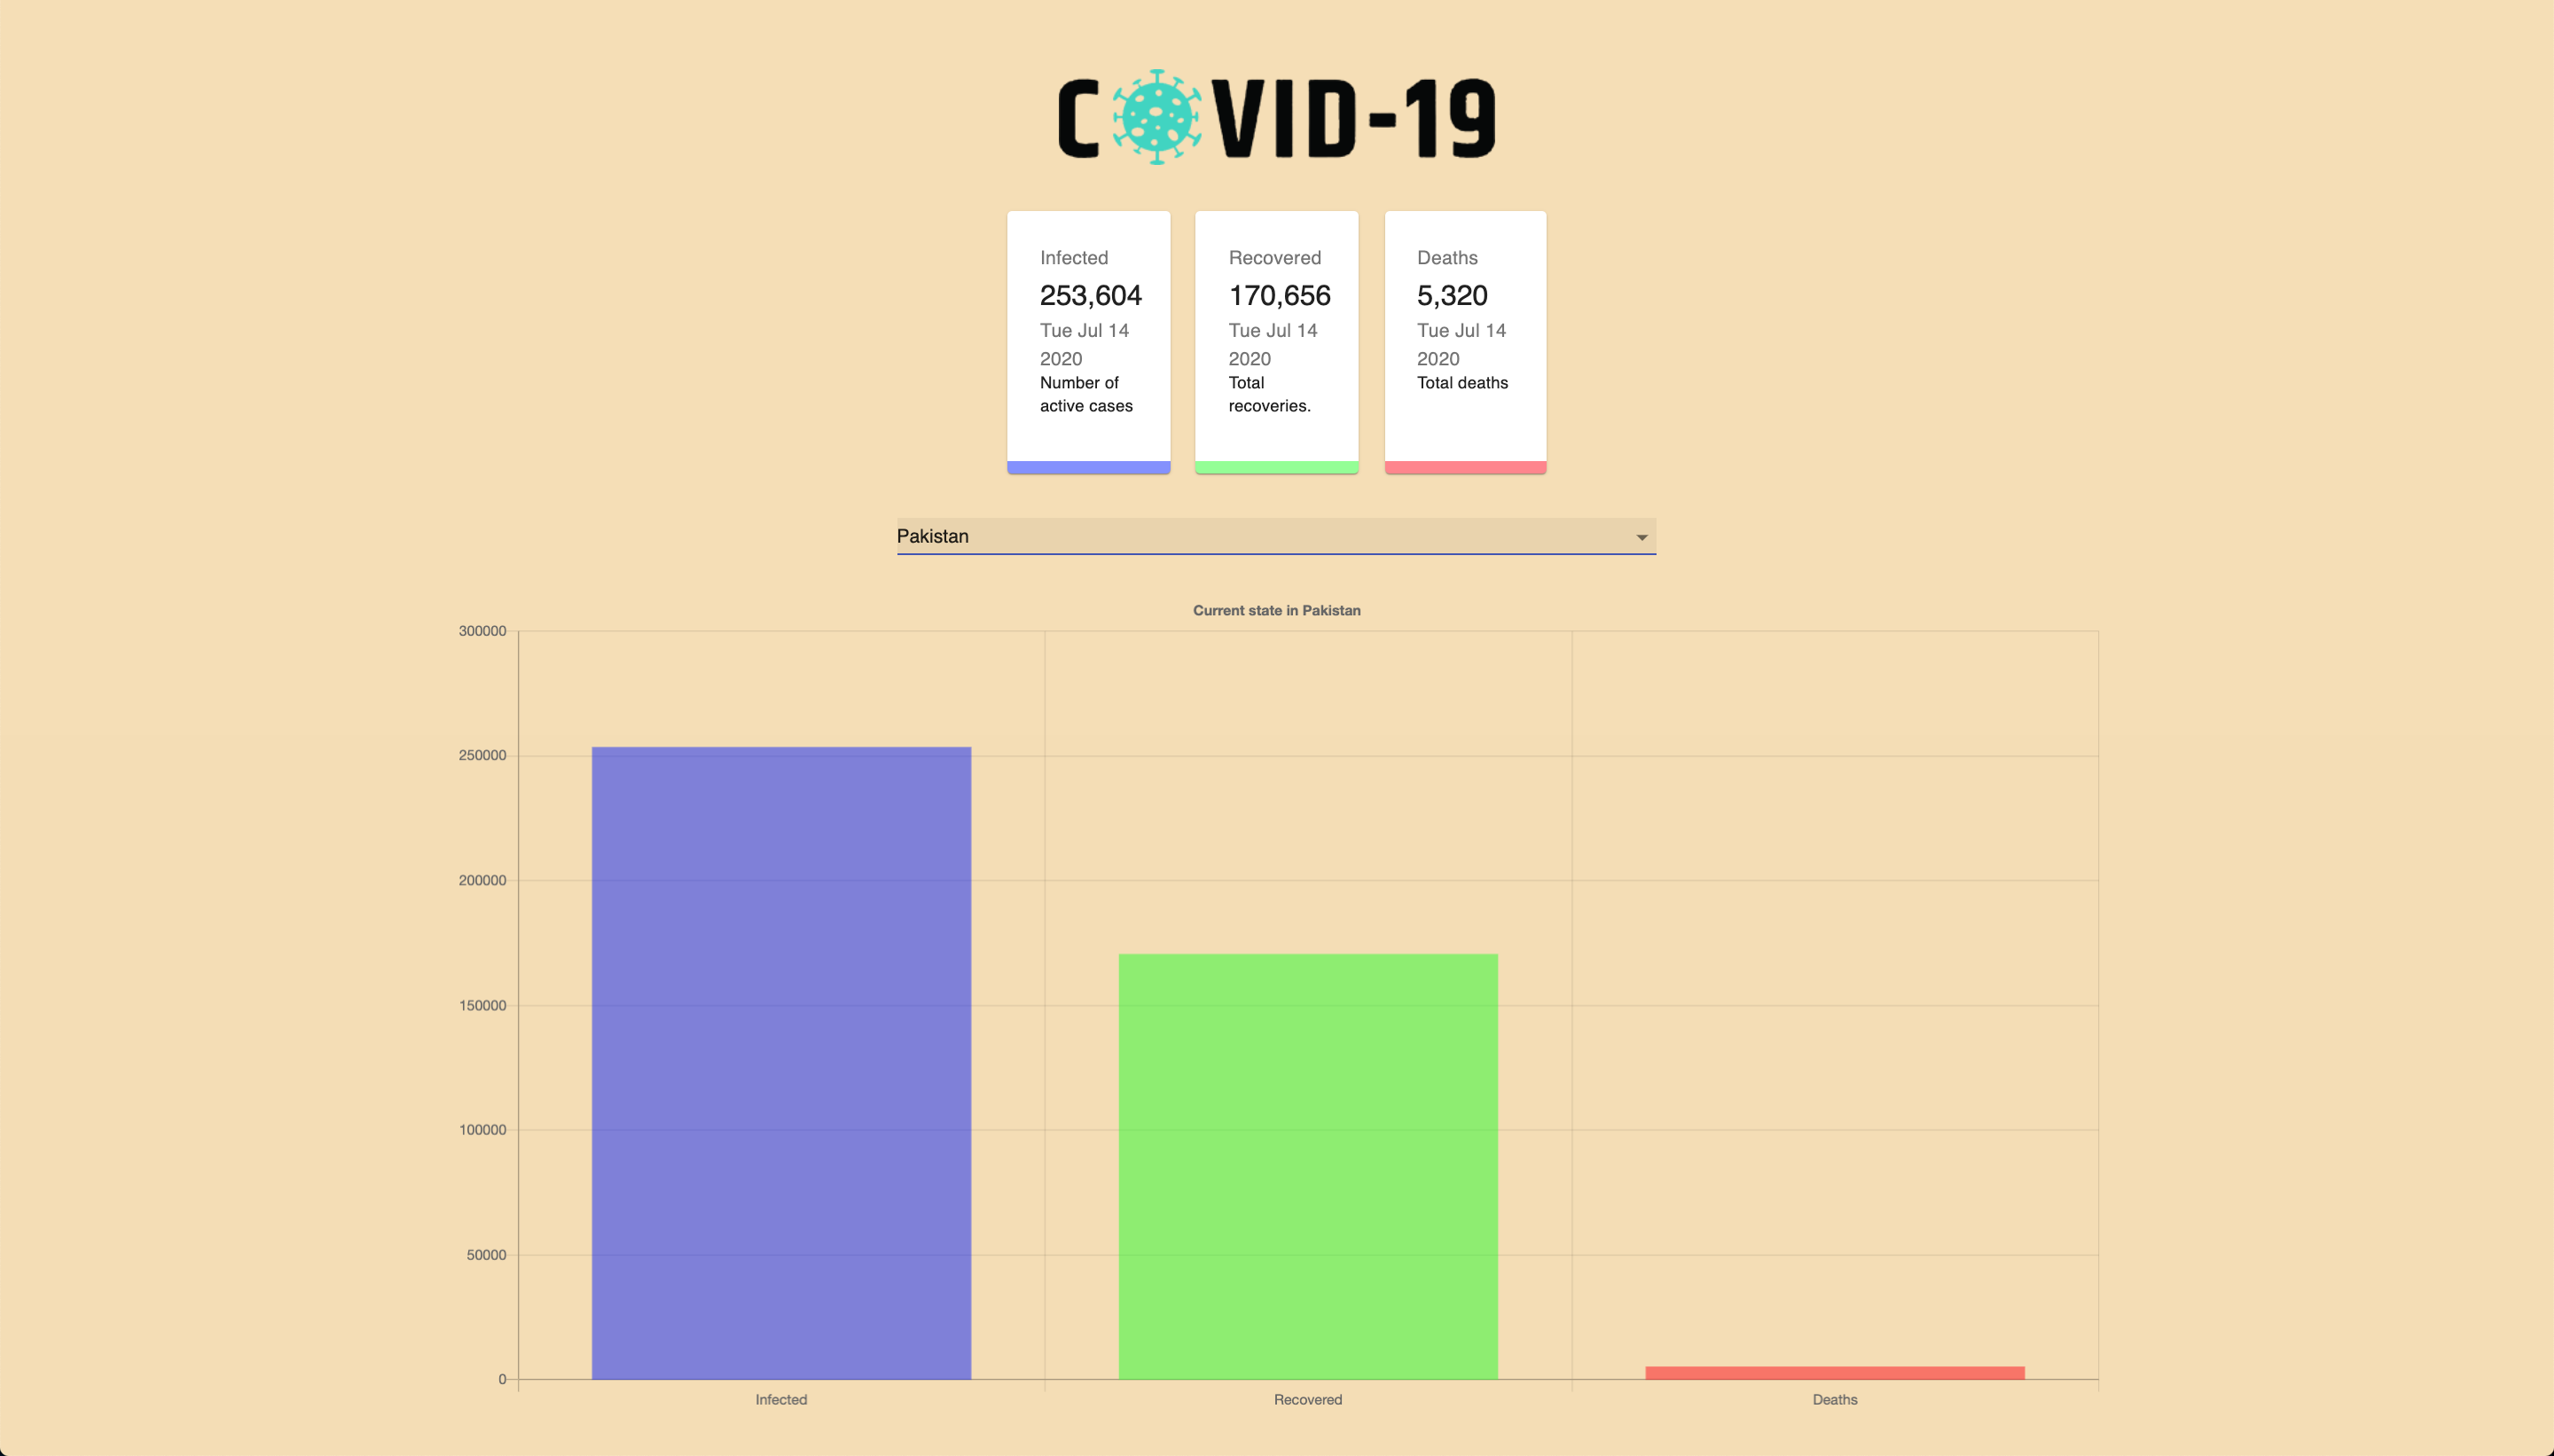 COVID-19
Infected
253,604
Tue Jul 14
2020
Number of
active cases
Recovered
170,656
Tue Jul 14
2020
Total
recoveries.
Deaths
5,320
Tue Jul 14
2020
Total deaths
Pakistan
Current state in Pakistan
300000
250000
200000
150000
100000
50000
0
Infected
Recovered
Deaths